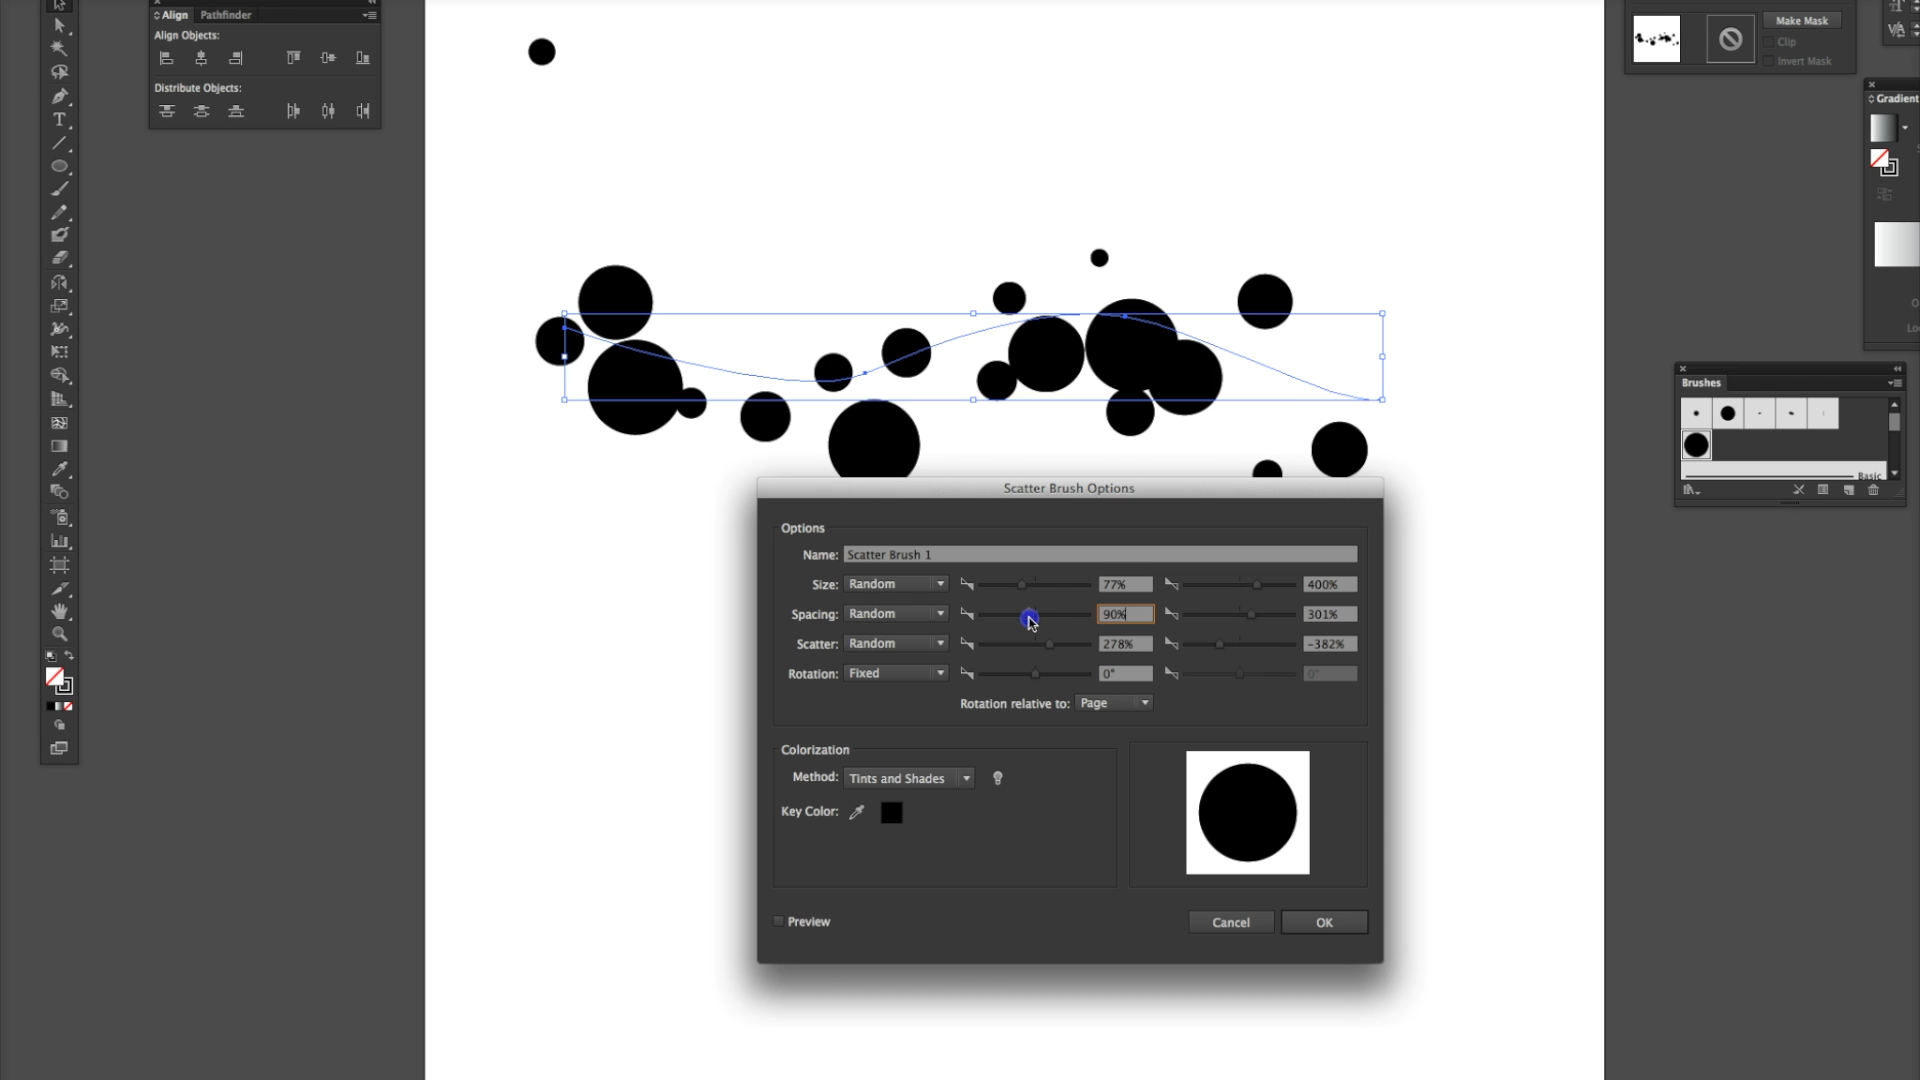 Align Pathfinder
Align Objects:
Distribute Objects:
Make Mask
Clip
Invert Mask
Gradient
Brushes
Basic
Scatter Brush Options
Options
Name: Scatter Brush 1
Size: Random 77% 400%
Spacing: Random 90% 301%
Scatter: Random 278% -382%
Rotation: Fixed 0° 0°
Rotation relative to: Page
Colorization
Method: Tints and Shades
Key Color:
Preview
Cancel OK